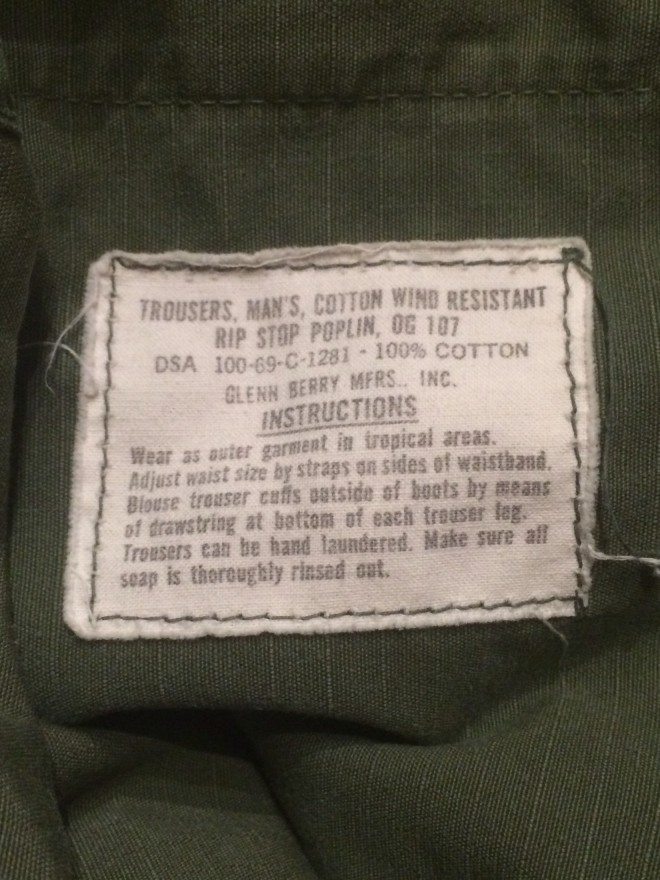 TROUSERS, MAN'S, COTTON WIND RESISTANT
RIP STOP POPLIN, OG 107
DSA 100-69-C-1281 - 100% COTTON
GLENN BERRY MFRS., INC.
INSTRUCTIONS
Wear as outer garment in tropical areas.
Adjust waist size by straps on sides of waistband.
Blouse trouser cuffs outside of boots by means
of drawstring at bottom of each trouser leg.
Trousers can be hand laundered. Make sure all
soap is thoroughly rinsed out.